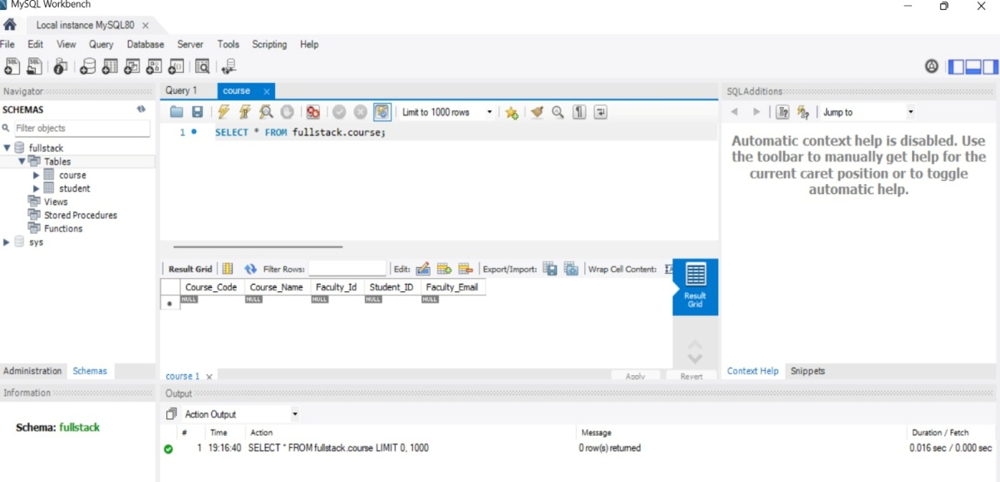 MySQL Workbench
Local instance MySQL80
File Edit View Query Database Server Tools Scripting Help
Navigator
SCHEMAS
Filter objects
fullstack
Tables
course
student
Views
Stored Procedures
Functions
sys
Administration Schemas
Information
Schema: fullstack
Query 1 course
Limit to 1000 rows
1 SELECT * FROM fullstack.course;
Result Grid Filter Rows: Edit: Export/Import: Wrap Cell Content:
Course_Code Course_Name Faculty_Id Student_ID Faculty_Email
NULL NULL NULL NULL NULL
Result
Grid
course 1 Apply Revert
Output
Action Output
# Time Action Message Duration / Fetch
1 19:16:40 SELECT * FROM fullstack.course LIMIT 0, 1000 0 row(s) returned 0.016 sec / 0.000 sec
SQLAdditions
Jump to
Automatic context help is disabled. Use
the toolbar to manually get help for the
current caret position or to toggle
automatic help.
Context Help Snippets